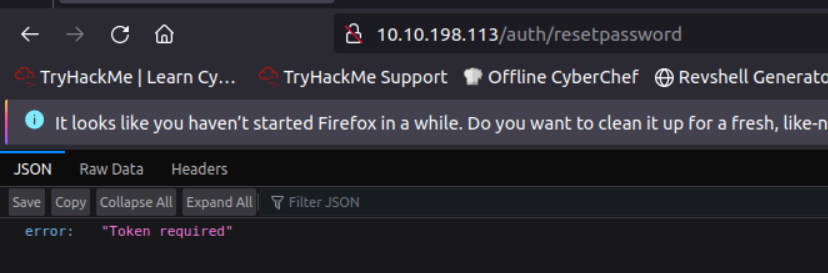 10.10.198.113/auth/resetpassword
TryHackMe | Learn Cy... TryHackMe Support Offline CyberChef Revshell Generato
It looks like you haven't started Firefox in a while. Do you want to clean it up for a fresh, like-n
JSON Raw Data Headers
Save Copy Collapse All Expand All Filter JSON
error: "Token required"